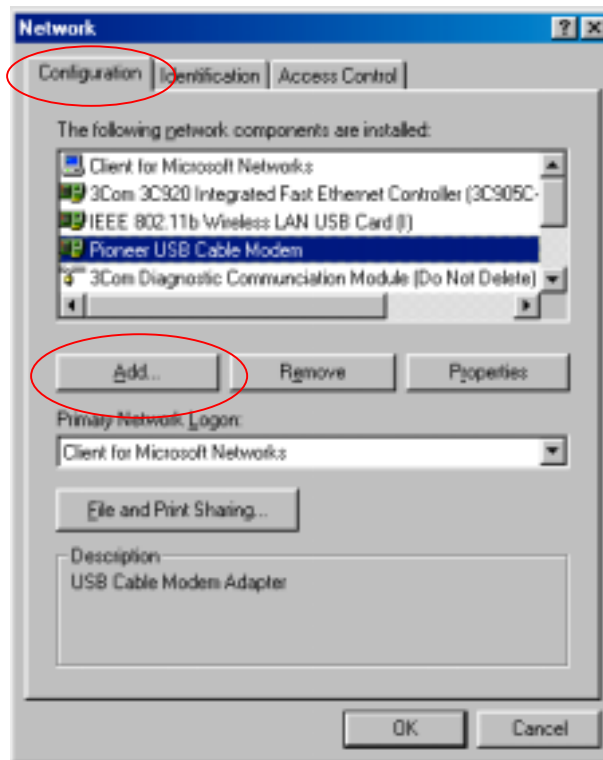 Network
Configuration Identification Access Control
The following network components are installed:
Client for Microsoft Networks
3Com 3C920 Integrated Fast Ethernet Controller (3C905C-
IEEE 802.11b Wireless LAN USB Card (I)
Pioneer USB Cable Modem
3Com Diagnostic Communciation Module (Do Not Delete)
Add... Remove Properties
Primary Network Logon:
Client for Microsoft Networks
File and Print Sharing...
Description
USB Cable Modem Adapter
OK Cancel